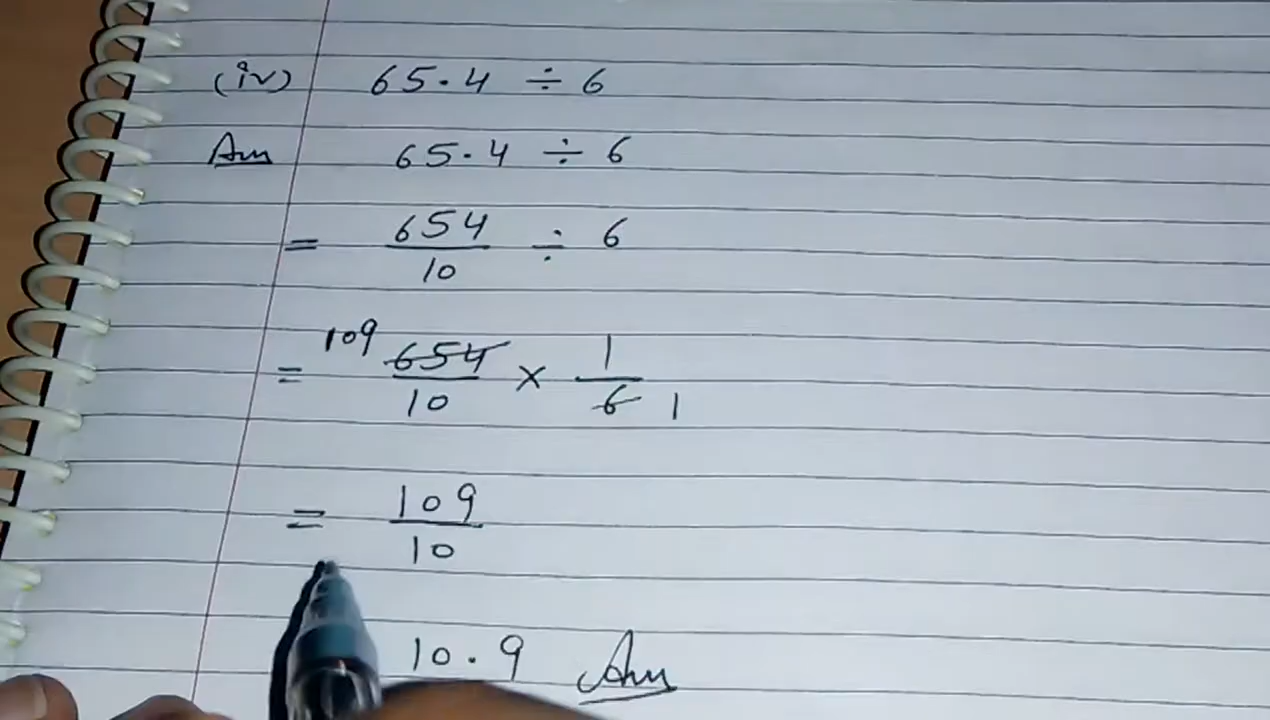 (iv) 65.4 ÷ 6
Ans 65.4 ÷ 6
= 654/10 ÷ 6
= 109 654/10 × 1/6 1
= 109/10
10.9 Ans